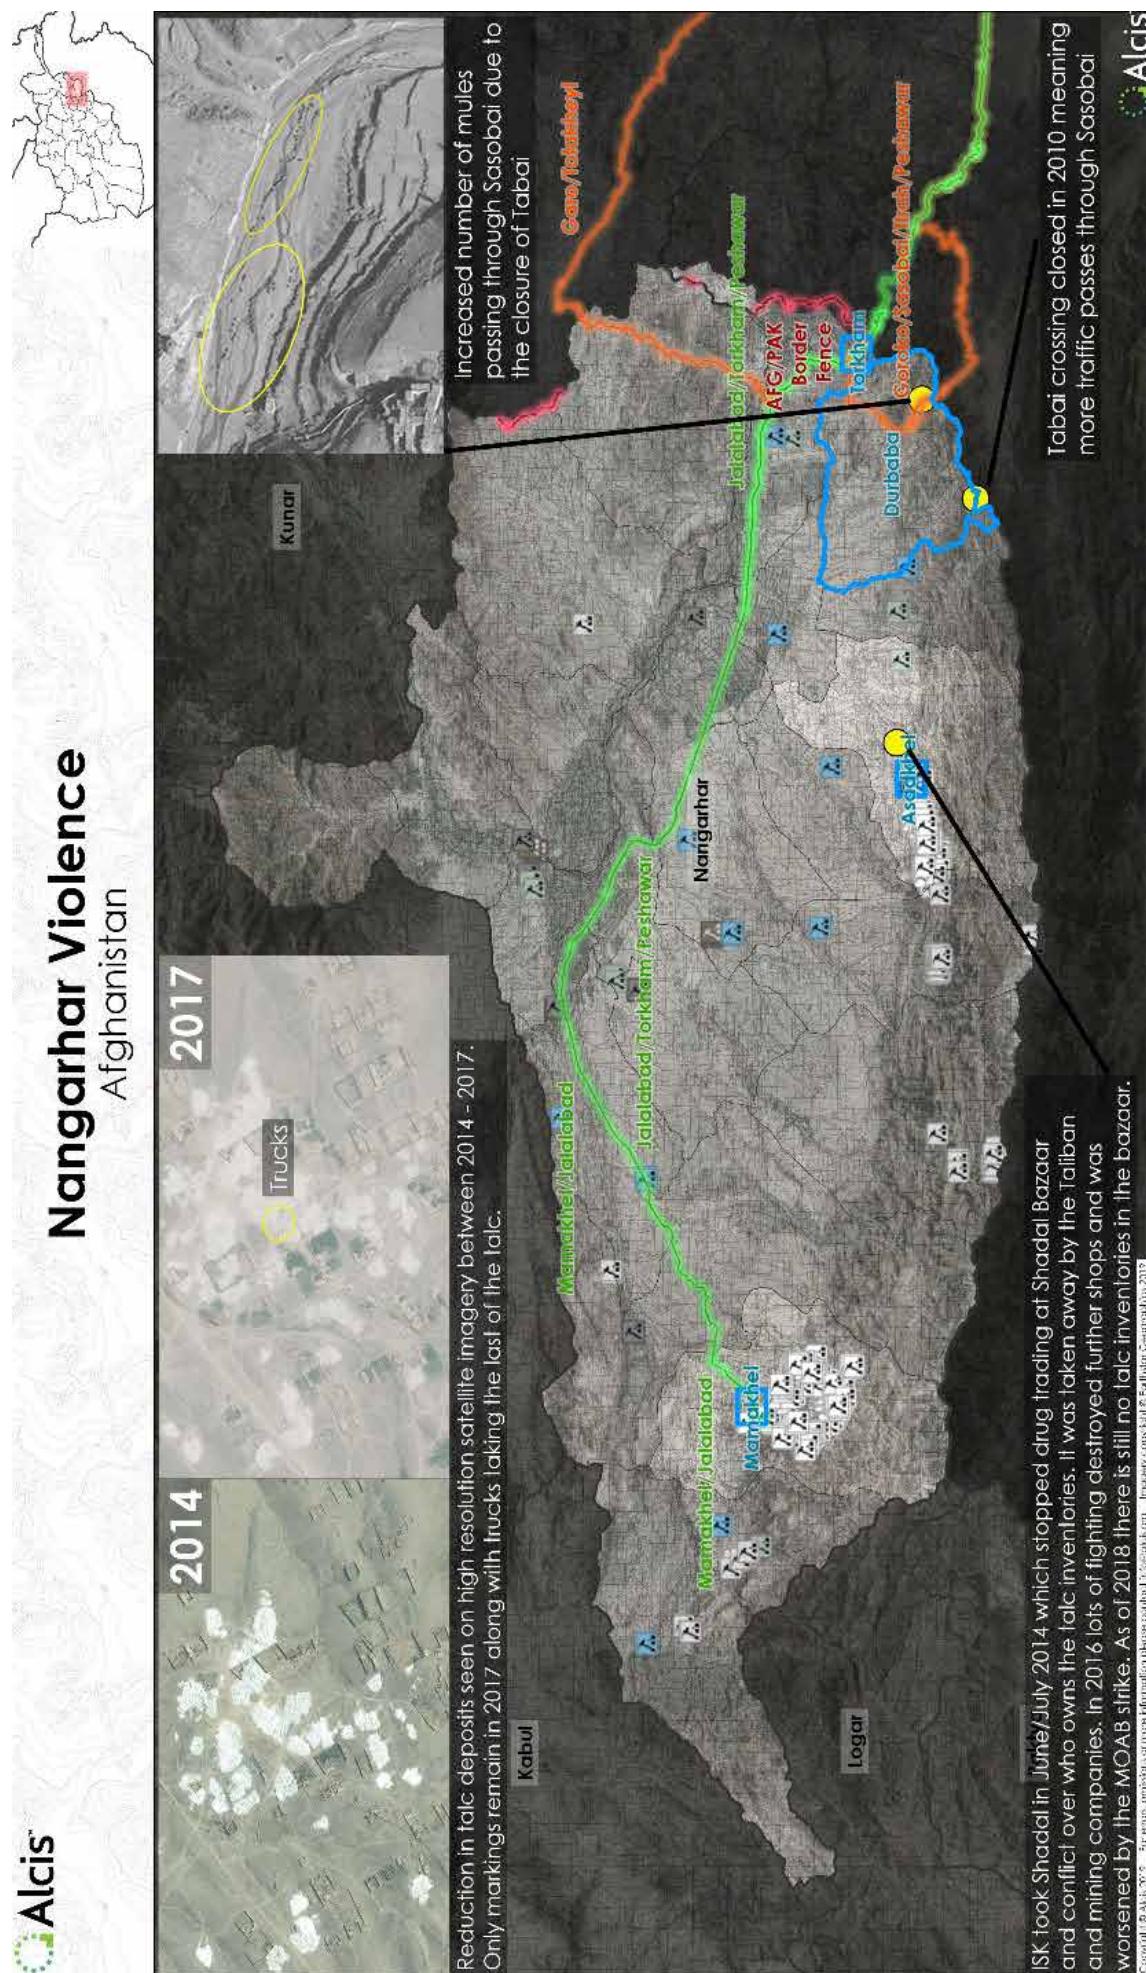 Alcis™
Nangarhar Violence
Afghanistan
2014
2017
Trucks
Reduction in talc deposits seen on high resolution satellite imagery between 2014 - 2017.
Only markings remain in 2017 along with trucks taking the last of the talc.
Increased number of mules
passing through Sasobai due to
the closure of Tabai
Kunar
Kabul
Logar
Nangarhar
Garo/Tabakkayi
Mamakhel/Jalalabad
Jalalabad/Torkham/Peshawar
Jalalabad/Torkham/Peshawar
Mamakhel/Jalalabad
Mamakhel
AFG/PAK
Border
Fence
Torkham
Durbaba
Asadkhel
ISK took Shadal in June/July 2014 which stopped drug trading at Shadal Bazaar
and conflict over who owns the talc inventories. It was taken away by the Taliban
and mining companies. In 2016 lots of fighting destroyed further shops and was
worsened by the MOAB strike. As of 2018 there is still no talc inventories in the bazaar.
Tabai crossing closed in 2010 meaning
more traffic passes through Sasobai
Alcis